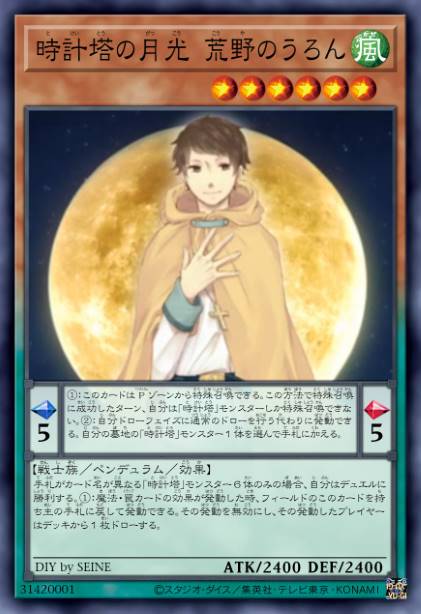 時計塔の月光 荒野のうろん 風
①:このカードはPゾーンから特殊召喚できる。この方法で特殊召喚
に成功したターン、自分は「時計塔」モンスターしか特殊召喚できな
い。②:自分ドローフェイズに通常のドローを行う代わりに発動でき
る。自分の墓地の「時計塔」モンスター1体を選んで手札に加える。
5 5
【戦士族/ペンデュラム/効果】
手札がカード名が異なる「時計塔」モンスター6体のみの場合、自分はデュエルに
勝利する。①:魔法・罠カードの効果が発動した時、フィールドのこのカードを持
ち主の手札に戻して発動できる。その発動を無効にし、その発動したプレイヤー
はデッキから1枚ドローする。
DIY by SEINE ATK/2400 DEF/2400
31420001 ©スタジオ・ダイス/集英社・テレビ東京・KONAMI